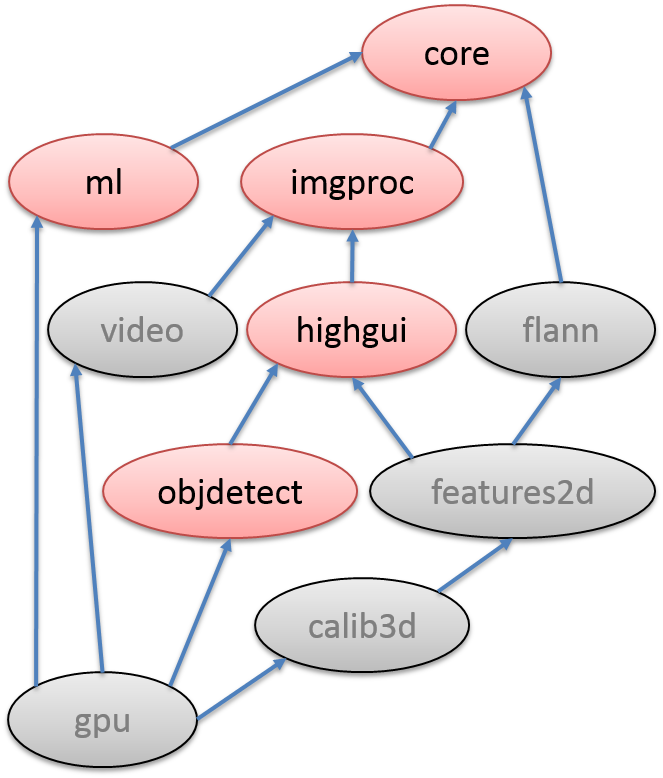 core
ml
imgproc
video
highgui
flann
objdetect
features2d
calib3d
gpu